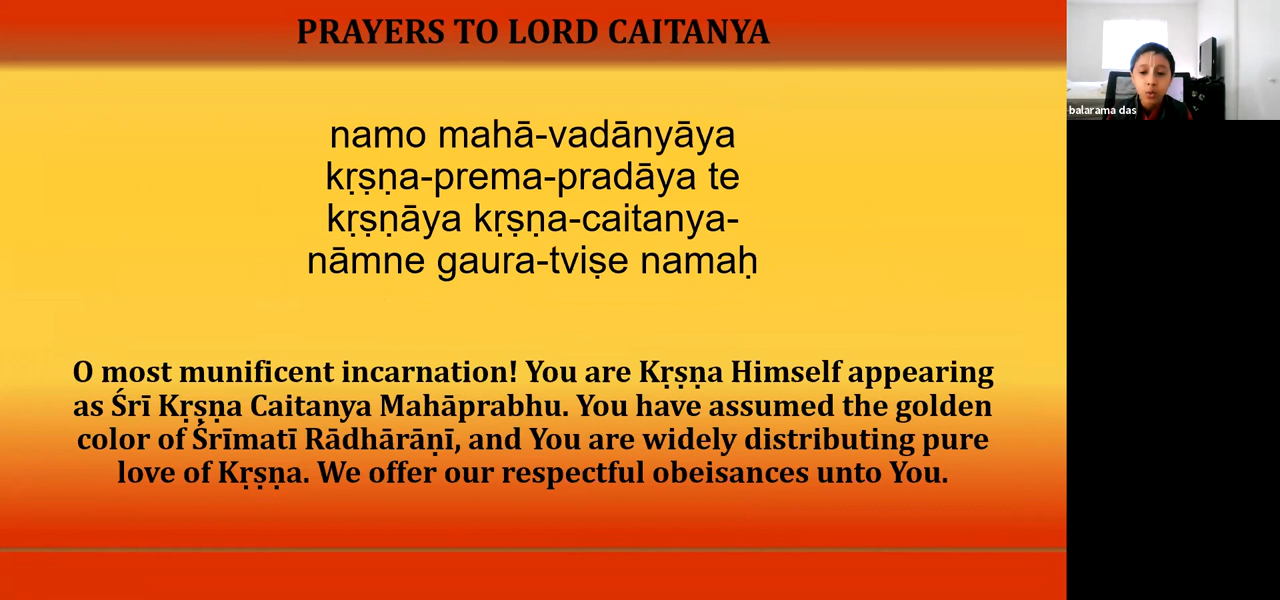 PRAYERS TO LORD CAITANYA
namo mahā-vadānyāya
kṛṣṇa-prema-pradāya te
kṛṣṇāya kṛṣṇa-caitanya-
nāmne gaura-tviṣe namaḥ
O most munificent incarnation! You are Kṛṣṇa Himself appearing
as Śrī Kṛṣṇa Caitanya Mahāprabhu. You have assumed the golden
color of Śrīmatī Rādhārāṇī, and You are widely distributing pure
love of Kṛṣṇa. We offer our respectful obeisances unto You.
balarama das